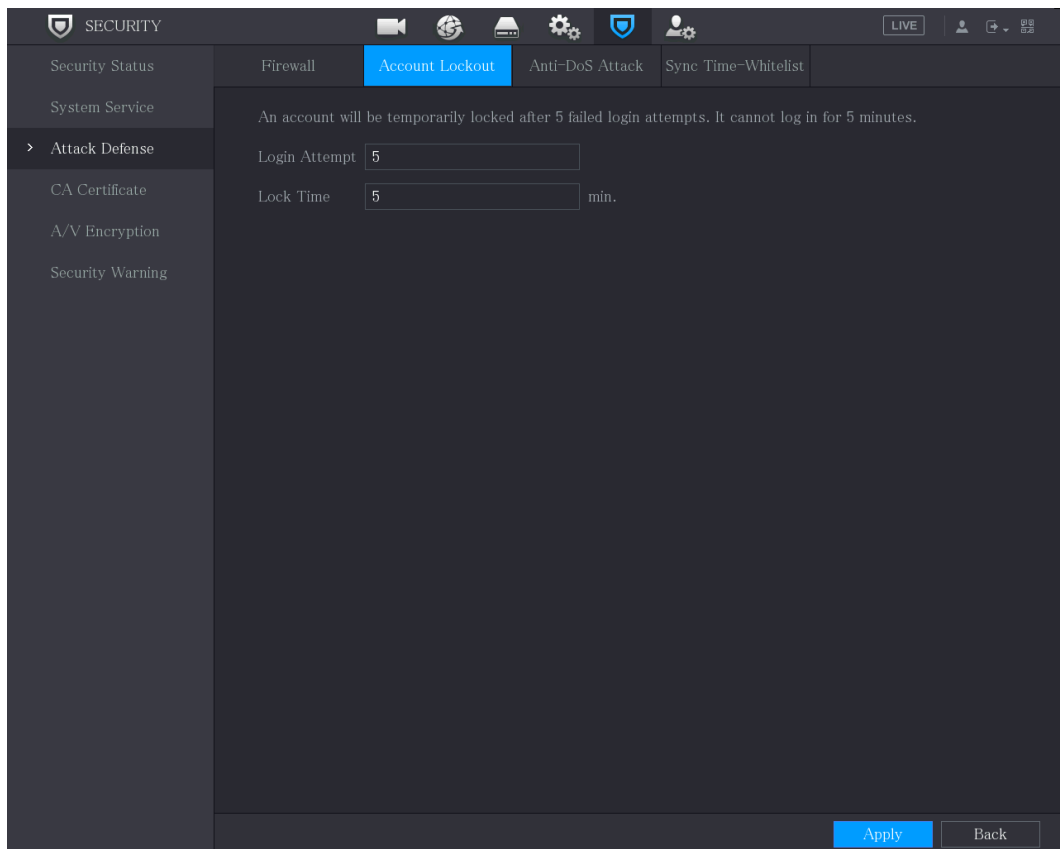 SECURITY
LIVE
Security Status
System Service
Attack Defense
CA Certificate
A/V Encryption
Security Warning
Firewall
Account Lockout
Anti-DoS Attack
Sync Time-Whitelist
An account will be temporarily locked after 5 failed login attempts. It cannot log in for 5 minutes.
Login Attempt 5
Lock Time 5 min.
Apply
Back